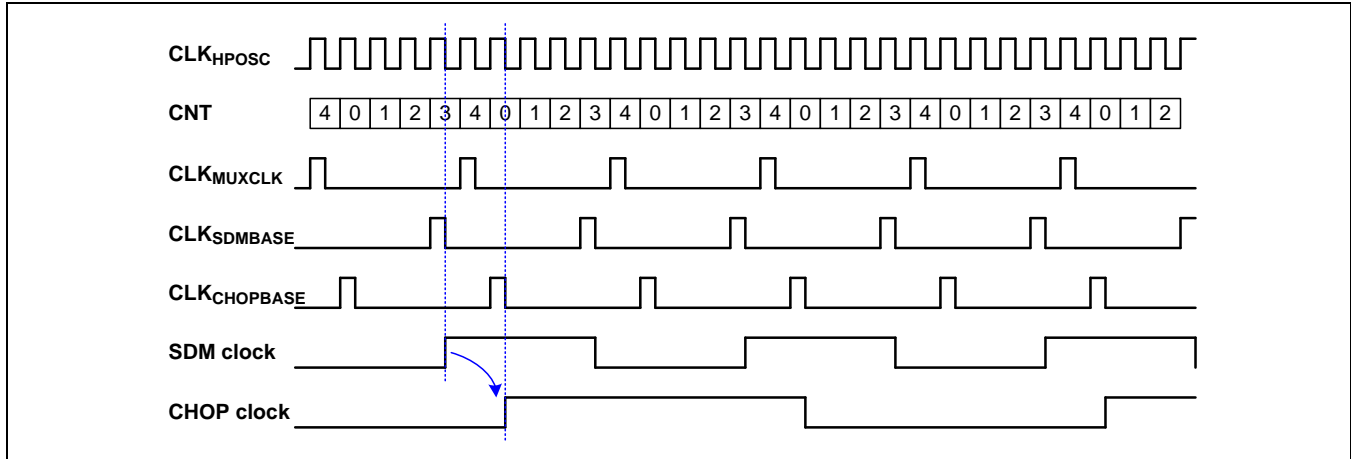 CLKHPOSC
CNT 4 0 1 2 3 4 0 1 2 3 4 0 1 2 3 4 0 1 2 3 4 0 1 2 3 4 0 1 2
CLKMUXCLK
CLKSDMBASE
CLKCHOPBASE
SDM clock
CHOP clock